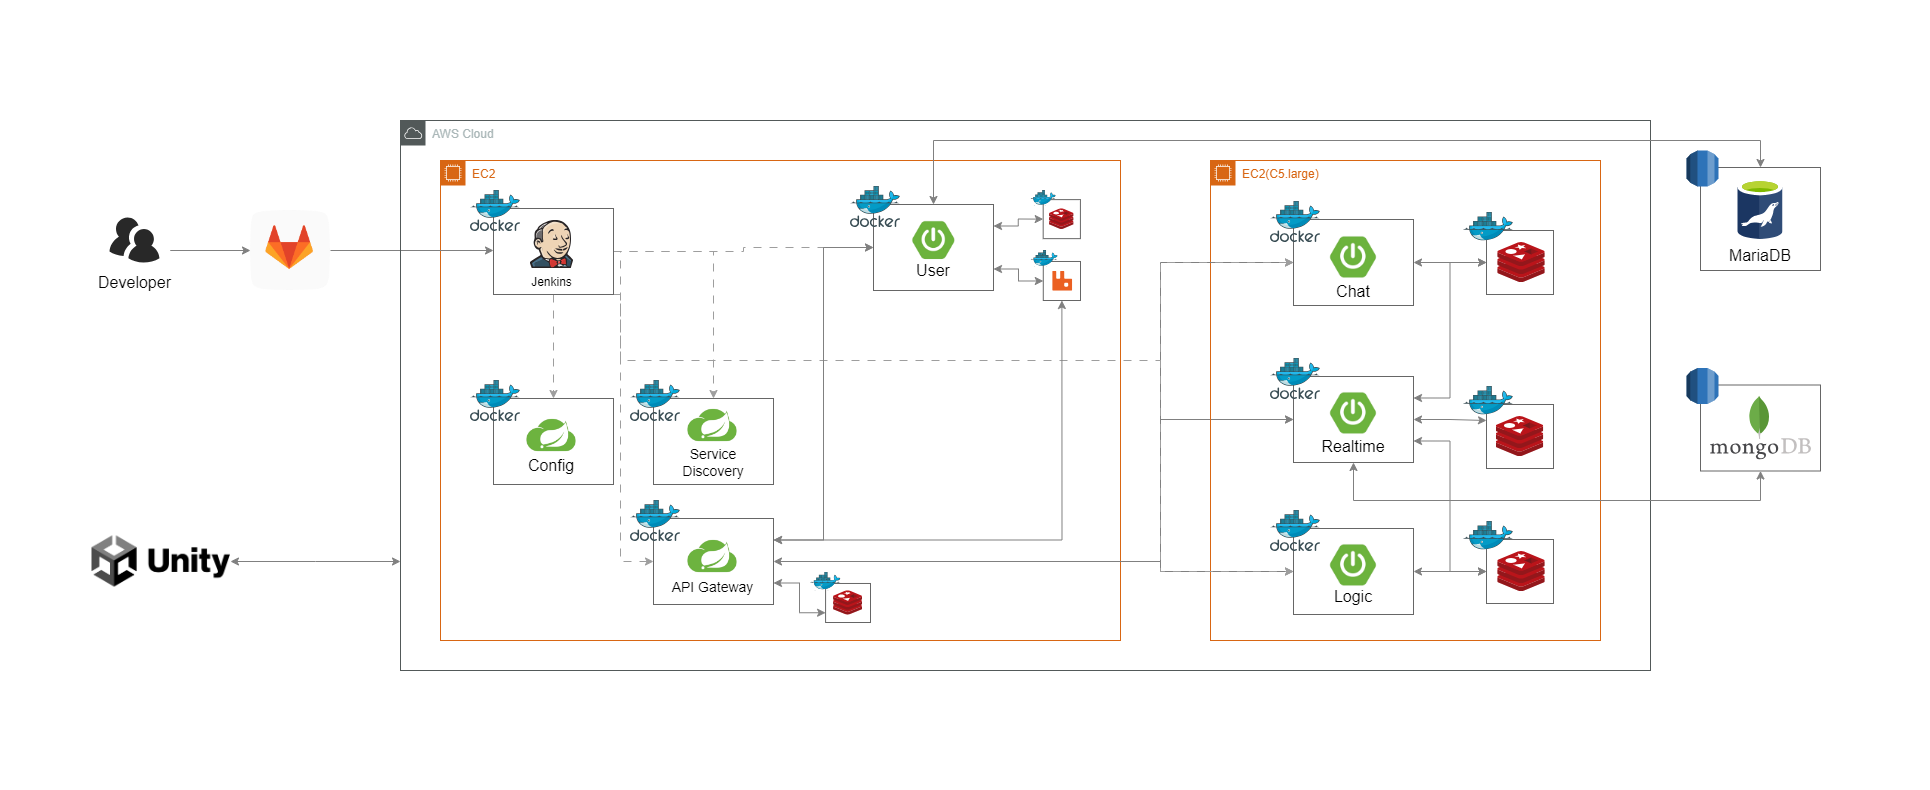 AWS Cloud
EC2
EC2(C5.large)
docker
Jenkins
docker
User
docker
Chat
MariaDB
Developer
docker
Realtime
mongoDB
docker
Config
docker
Service
Discovery
docker
API Gateway
docker
Logic
Unity